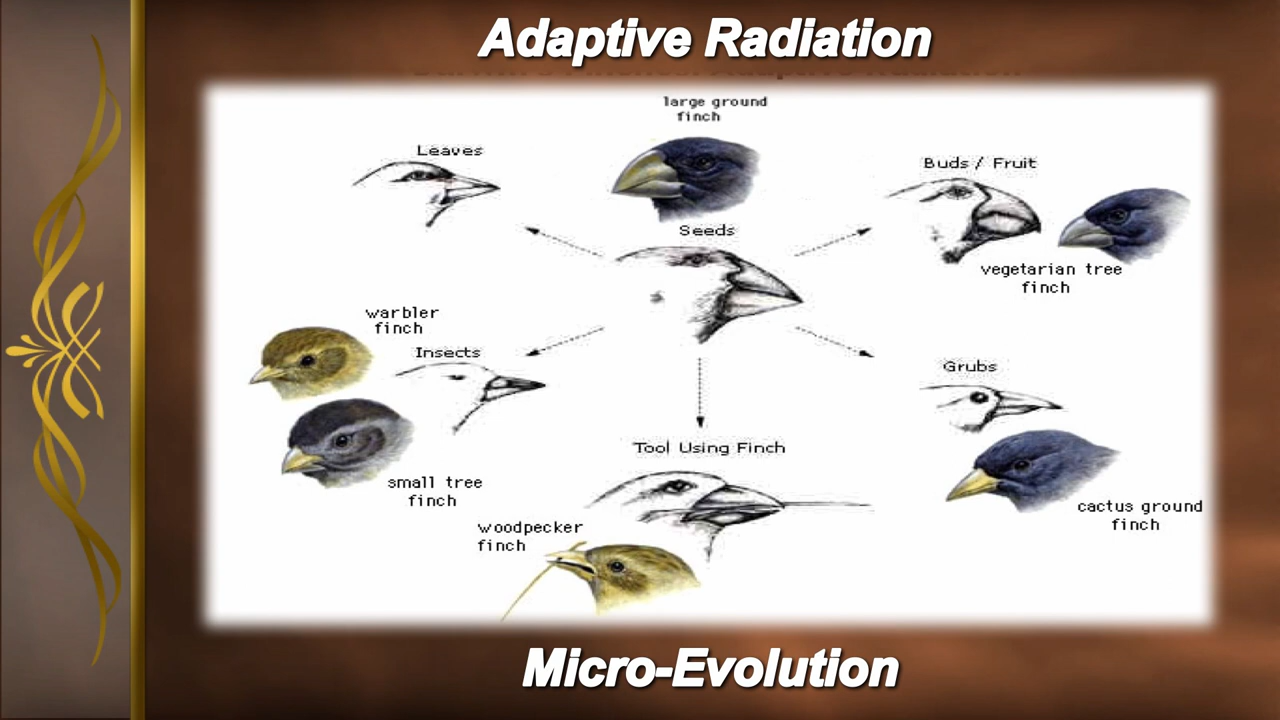 Adaptive Radiation
large ground
finch
Leaves
Buds / Fruit
Seeds
vegetarian tree
finch
warbler
finch
Insects
Grubs
Tool Using Finch
small tree
finch
cactus ground
finch
woodpecker
finch
Micro-Evolution